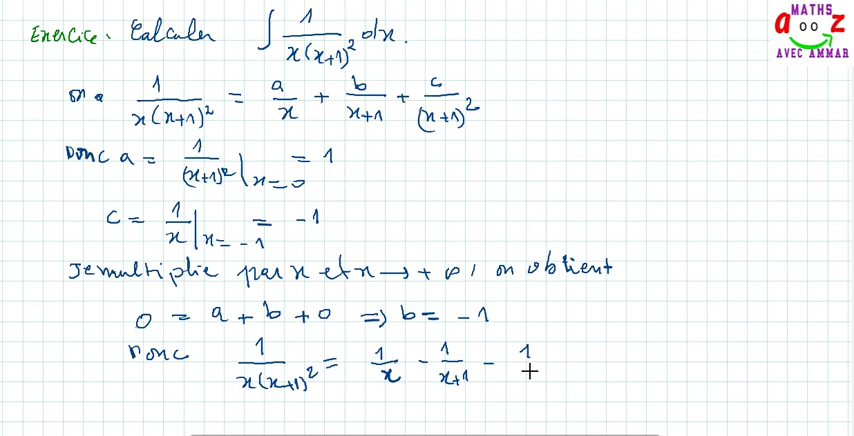 MATHS
a oo z
AVEC AMMAR
Exercice. Calculer ∫ 1/(x(x+1)²) dx.
on a 1/(x(x+1)²) = a/x + b/(x+1) + c/(x+1)²
Donc a = 1/(x+1)² |x=0 = 1
c = 1/x |x=-1 = -1
Je multiplie par x et x → +∞, on obtient
0 = a + b + 0 ⇒ b = -1
Donc 1/(x(x+1)²) = 1/x - 1/(x+1) - 1